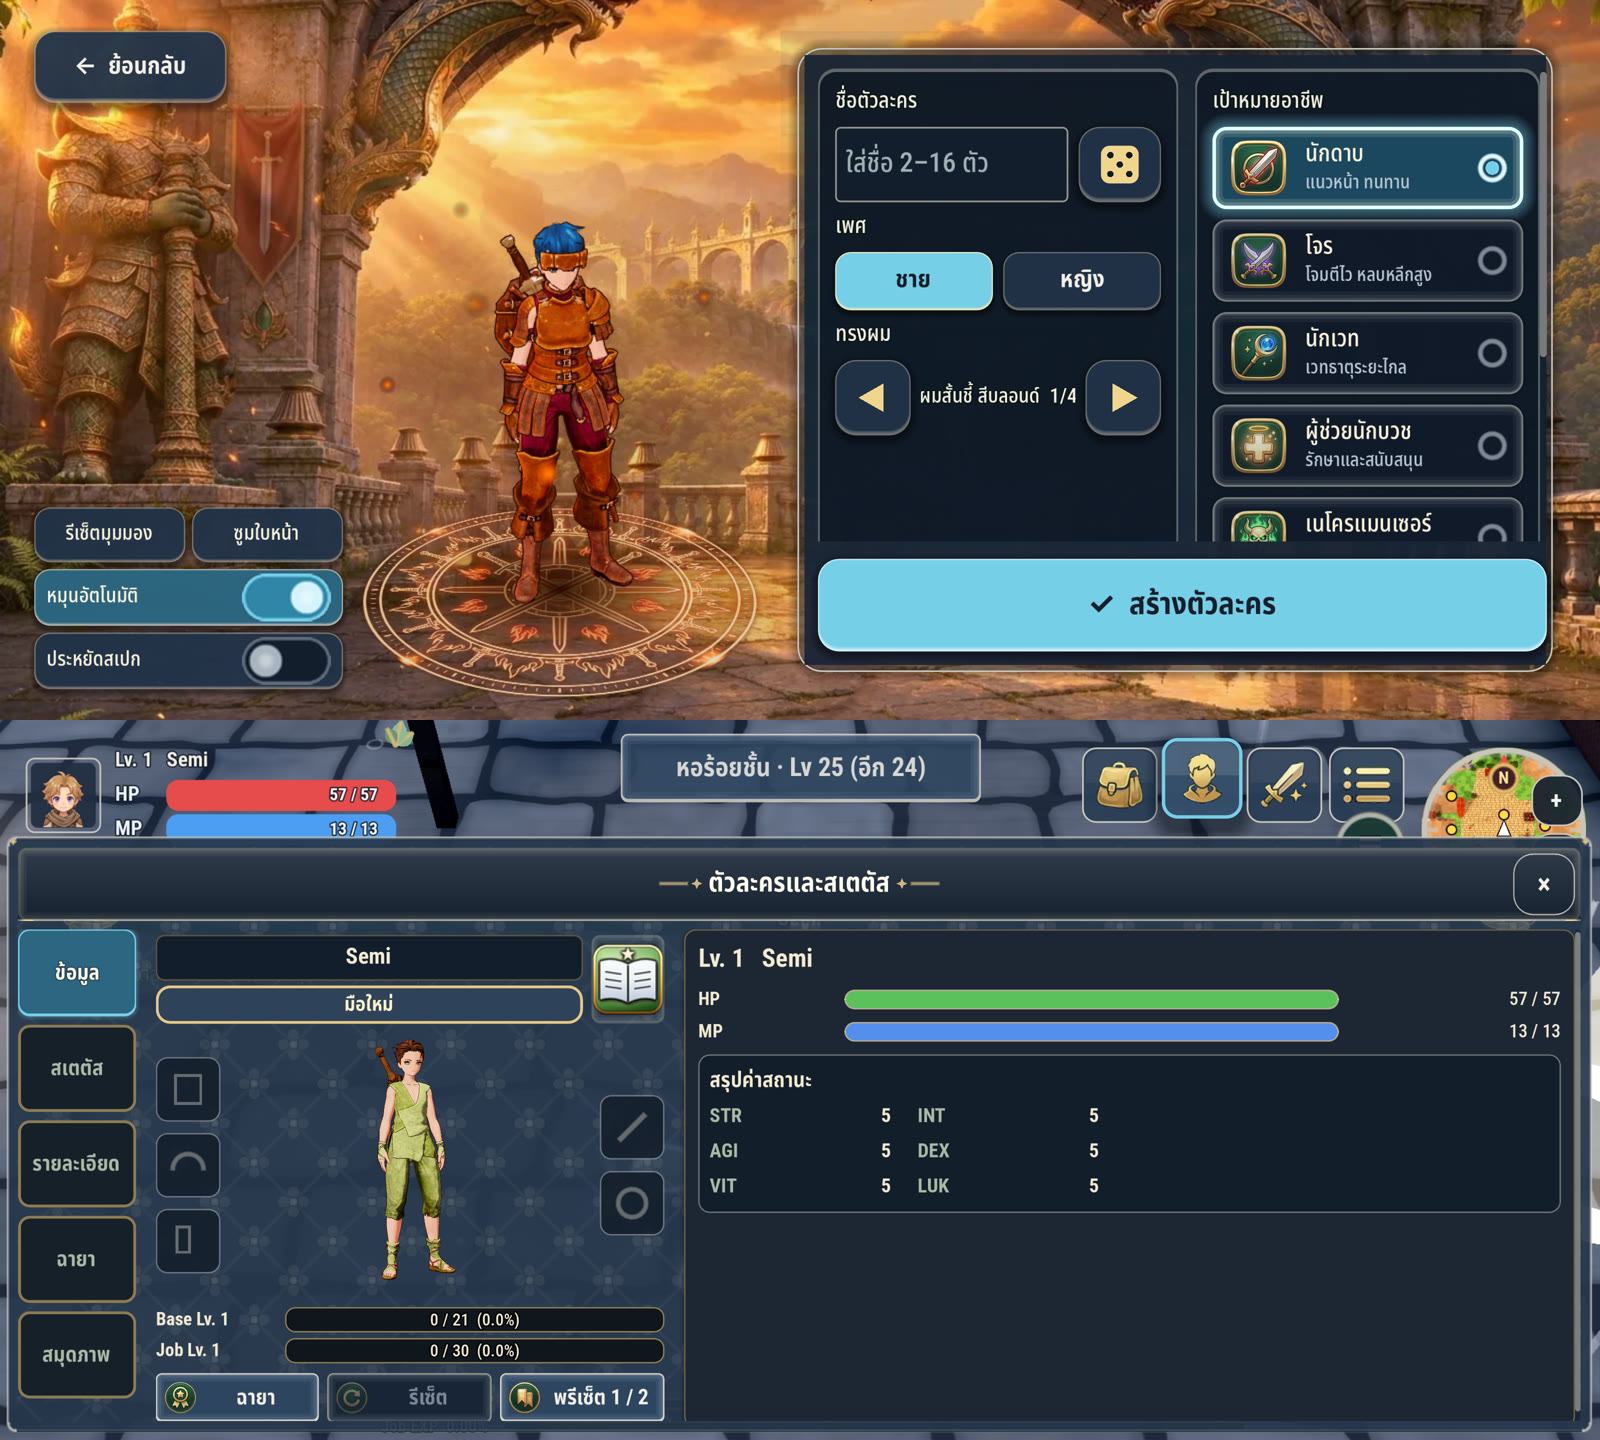 ← ย้อนกลับ
ชื่อตัวละคร
ใส่ชื่อ 2–16 ตัว
เพศ
ชาย
หญิง
ทรงผม
ผมสั้นชี้ สีบลอนด์ 1/4
เป้าหมายอาชีพ
นักดาบ
แนวหน้า ทนทาน
โจร
โจมตีไว หลบหลีกสูง
นักเวท
เวทธาตุระยะไกล
ผู้ช่วยนักบวช
รักษาและสนับสนุน
เนโครแมนเซอร์
รีเซ็ตมุมมอง
ซูมใบหน้า
หมุนอัตโนมัติ
ประหยัดสเปก
✓ สร้างตัวละคร
Lv. 1 Semi
HP 57 / 57
MP 13 / 13
หอร้อยชั้น · Lv 25 (อีก 24)
N
+
ตัวละครและสเตตัส
×
ข้อมูล
สเตตัส
รายละเอียด
ฉายา
สมุดภาพ
Semi
มือใหม่
Base Lv. 1 0 / 21 (0.0%)
Job Lv. 1 0 / 30 (0.0%)
ฉายา
รีเซ็ต
พรีเซ็ต 1 / 2
Lv. 1 Semi
HP 57 / 57
MP 13 / 13
สรุปค่าสถานะ
STR 5 INT 5
AGI 5 DEX 5
VIT 5 LUK 5